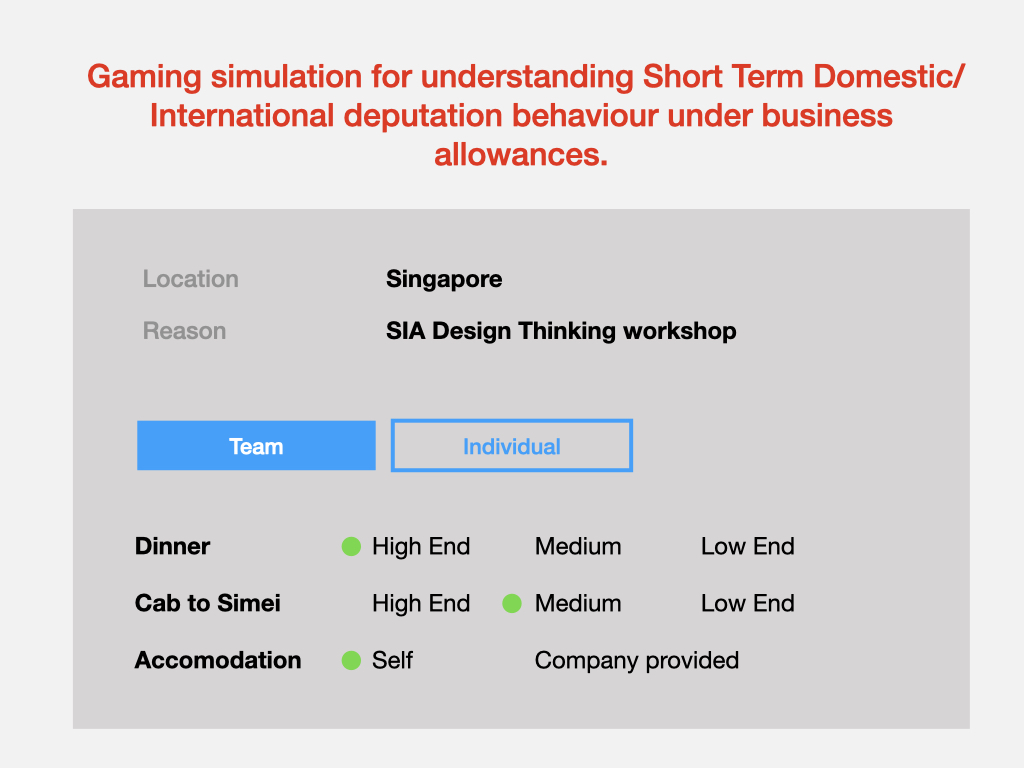 Gaming simulation for understanding Short Term Domestic/
International deputation behaviour under business
allowances.
Location Singapore
Reason SIA Design Thinking workshop
Team Individual
Dinner High End Medium Low End
Cab to Simei High End Medium Low End
Accomodation Self Company provided